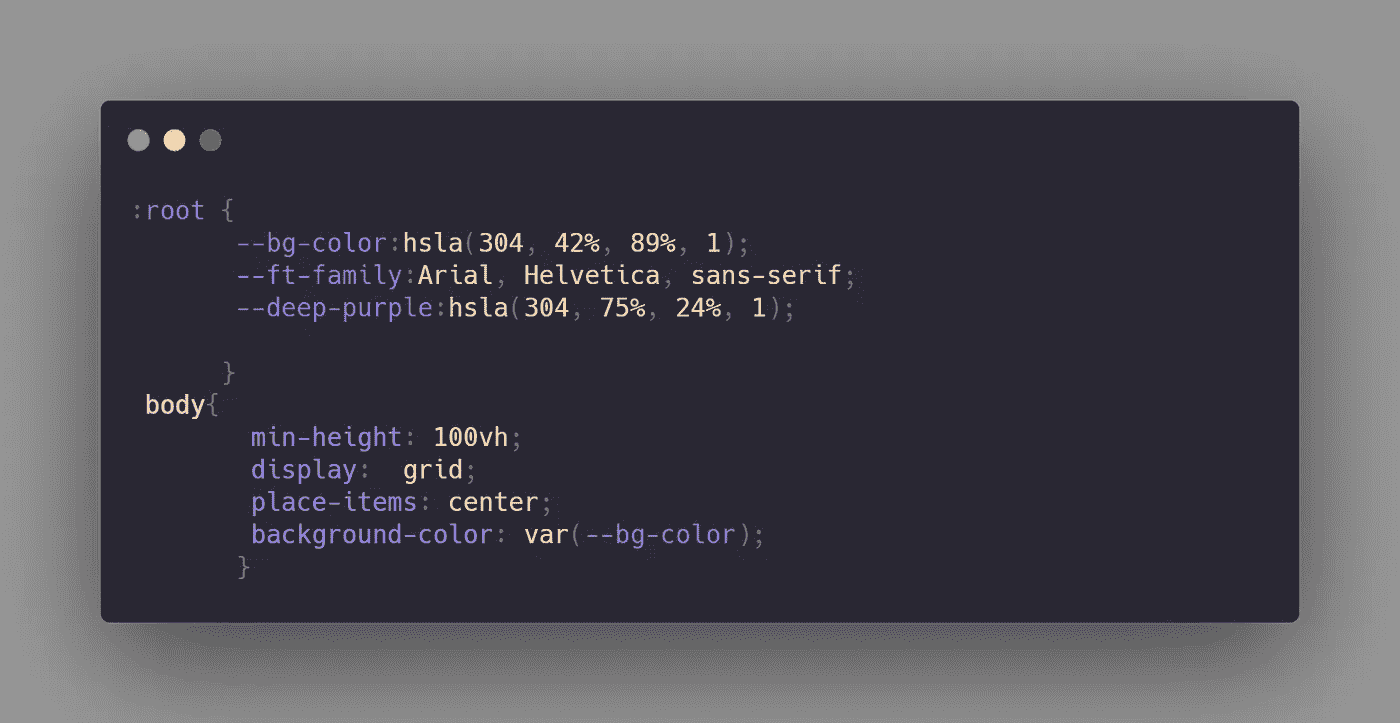 :root {
--bg-color:hsla(304, 42%, 89%, 1);
--ft-family:Arial, Helvetica, sans-serif;
--deep-purple:hsla(304, 75%, 24%, 1);
}
body{
min-height: 100vh;
display:  grid;
place-items: center;
background-color: var(--bg-color);
}